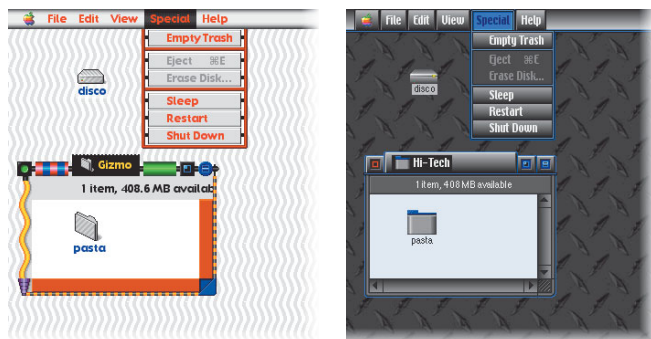 File Edit View Special Help
Empty Trash
Eject ⌘E
Erase Disk...
Sleep
Restart
Shut Down
disco
Gizmo
1 item, 408.6 MB availab
pasta
File Edit View Special Help
Empty Trash
Eject ⌘E
Erase Disk...
Sleep
Restart
Shut Down
disco
Hi-Tech
1 item, 408 MB available
pasta